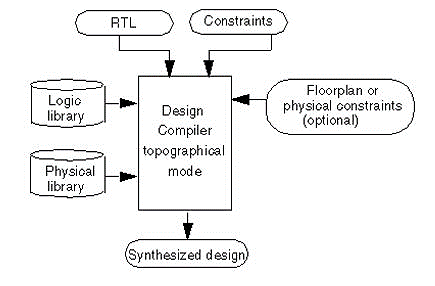 RTL
Constraints
Logic
library
Design
Compiler
topographical
mode
Floorplan or
physical constraints
(optional)
Physical
library
Synthesized design